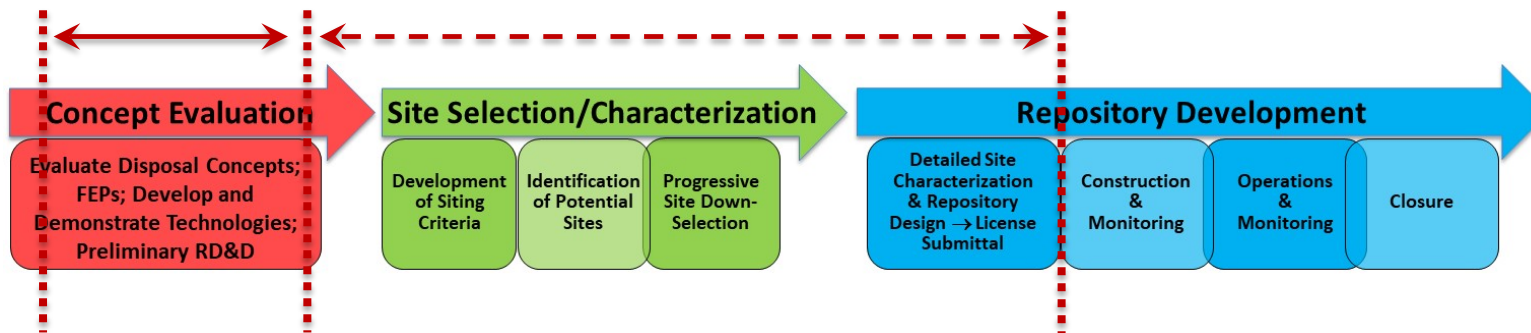 Concept Evaluation
Site Selection/Characterization
Repository Development
Evaluate Disposal Concepts;
FEPs; Develop and
Demonstrate Technologies;
Preliminary RD&D
Development
of Siting
Criteria
Identification
of Potential
Sites
Progressive
Site Down-
Selection
Detailed Site
Characterization
& Repository
Design → License
Submittal
Construction
&
Monitoring
Operations
&
Monitoring
Closure